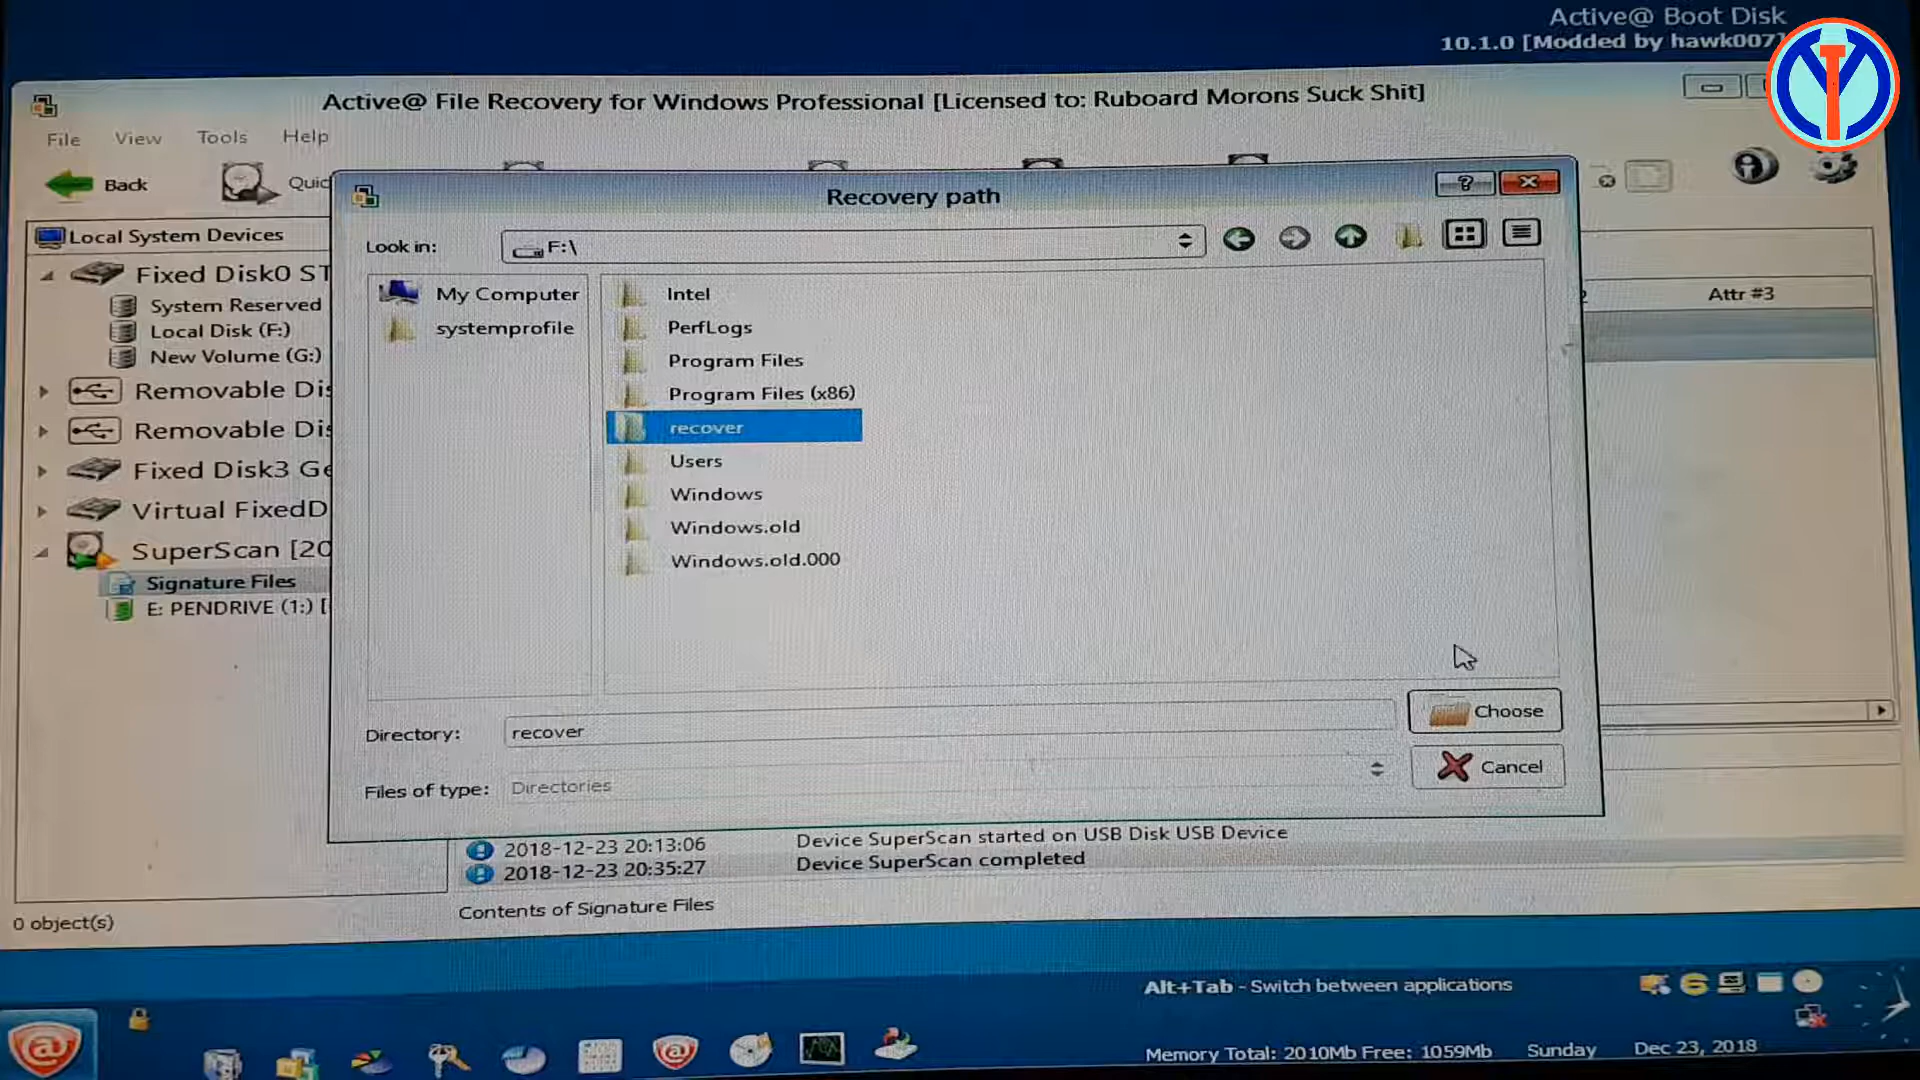 Active@ Boot Disk
10.1.0 [Modded by hawk007]
Active@ File Recovery for Windows Professional [Licensed to: Ruboard Morons Suck Shit]
File View Tools Help
Back
Recovery path
Local System Devices
Look in: F:\
Fixed Disk0 ST
System Reserved
Local Disk (F:)
New Volume (G:)
Removable
Removable
Fixed Disk3
Virtual
SuperScan [20
Signature Files
E: PENDRIVE (1:) [
My Computer
systemprofile
Intel
PerfLogs
Program Files
Program Files (x86)
recover
Users
Windows
Windows.old
Windows.old.000
Attr #3
Directory: recover
Choose
Files of type: Directories
Cancel
2018-12-23 20:13:06 Device SuperScan started on USB Disk USB Device
2018-12-23 20:35:27 Device SuperScan completed
0 object(s)
Contents of Signature Files
Alt+Tab - Switch between applications
Memory Total: 2010Mb Free: 1059Mb Sunday Dec 23, 2018